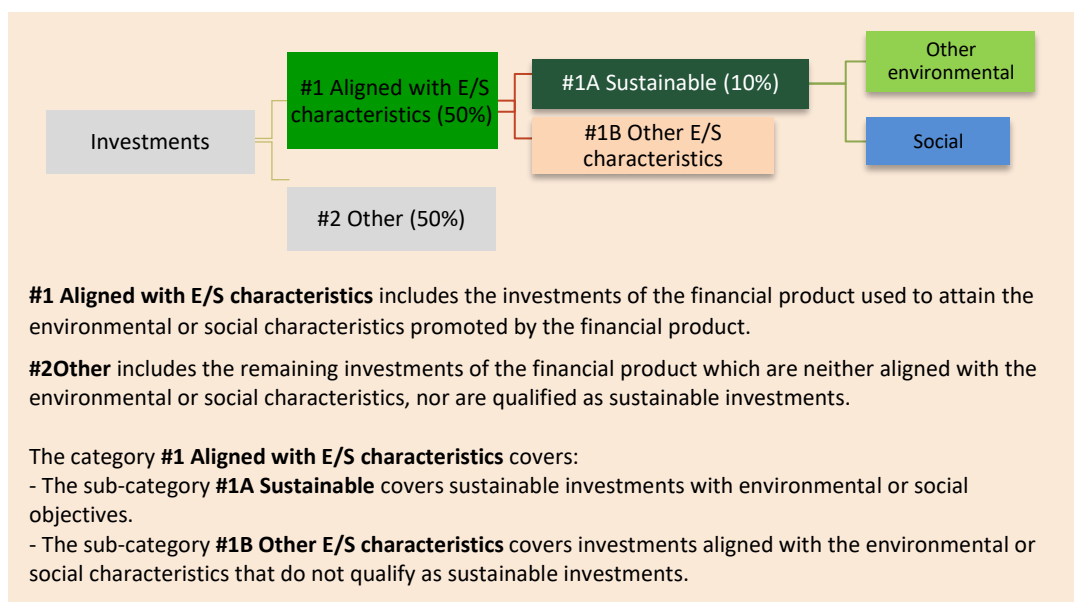 Investments
#1 Aligned with E/S
characteristics (50%)
#2 Other (50%)
#1A Sustainable (10%)
#1B Other E/S
characteristics
Other
environmental
Social
#1 Aligned with E/S characteristics includes the investments of the financial product used to attain the
environmental or social characteristics promoted by the financial product.
#2Other includes the remaining investments of the financial product which are neither aligned with the
environmental or social characteristics, nor are qualified as sustainable investments.
The category #1 Aligned with E/S characteristics covers:
- The sub-category #1A Sustainable covers sustainable investments with environmental or social
objectives.
- The sub-category #1B Other E/S characteristics covers investments aligned with the environmental or
social characteristics that do not qualify as sustainable investments.